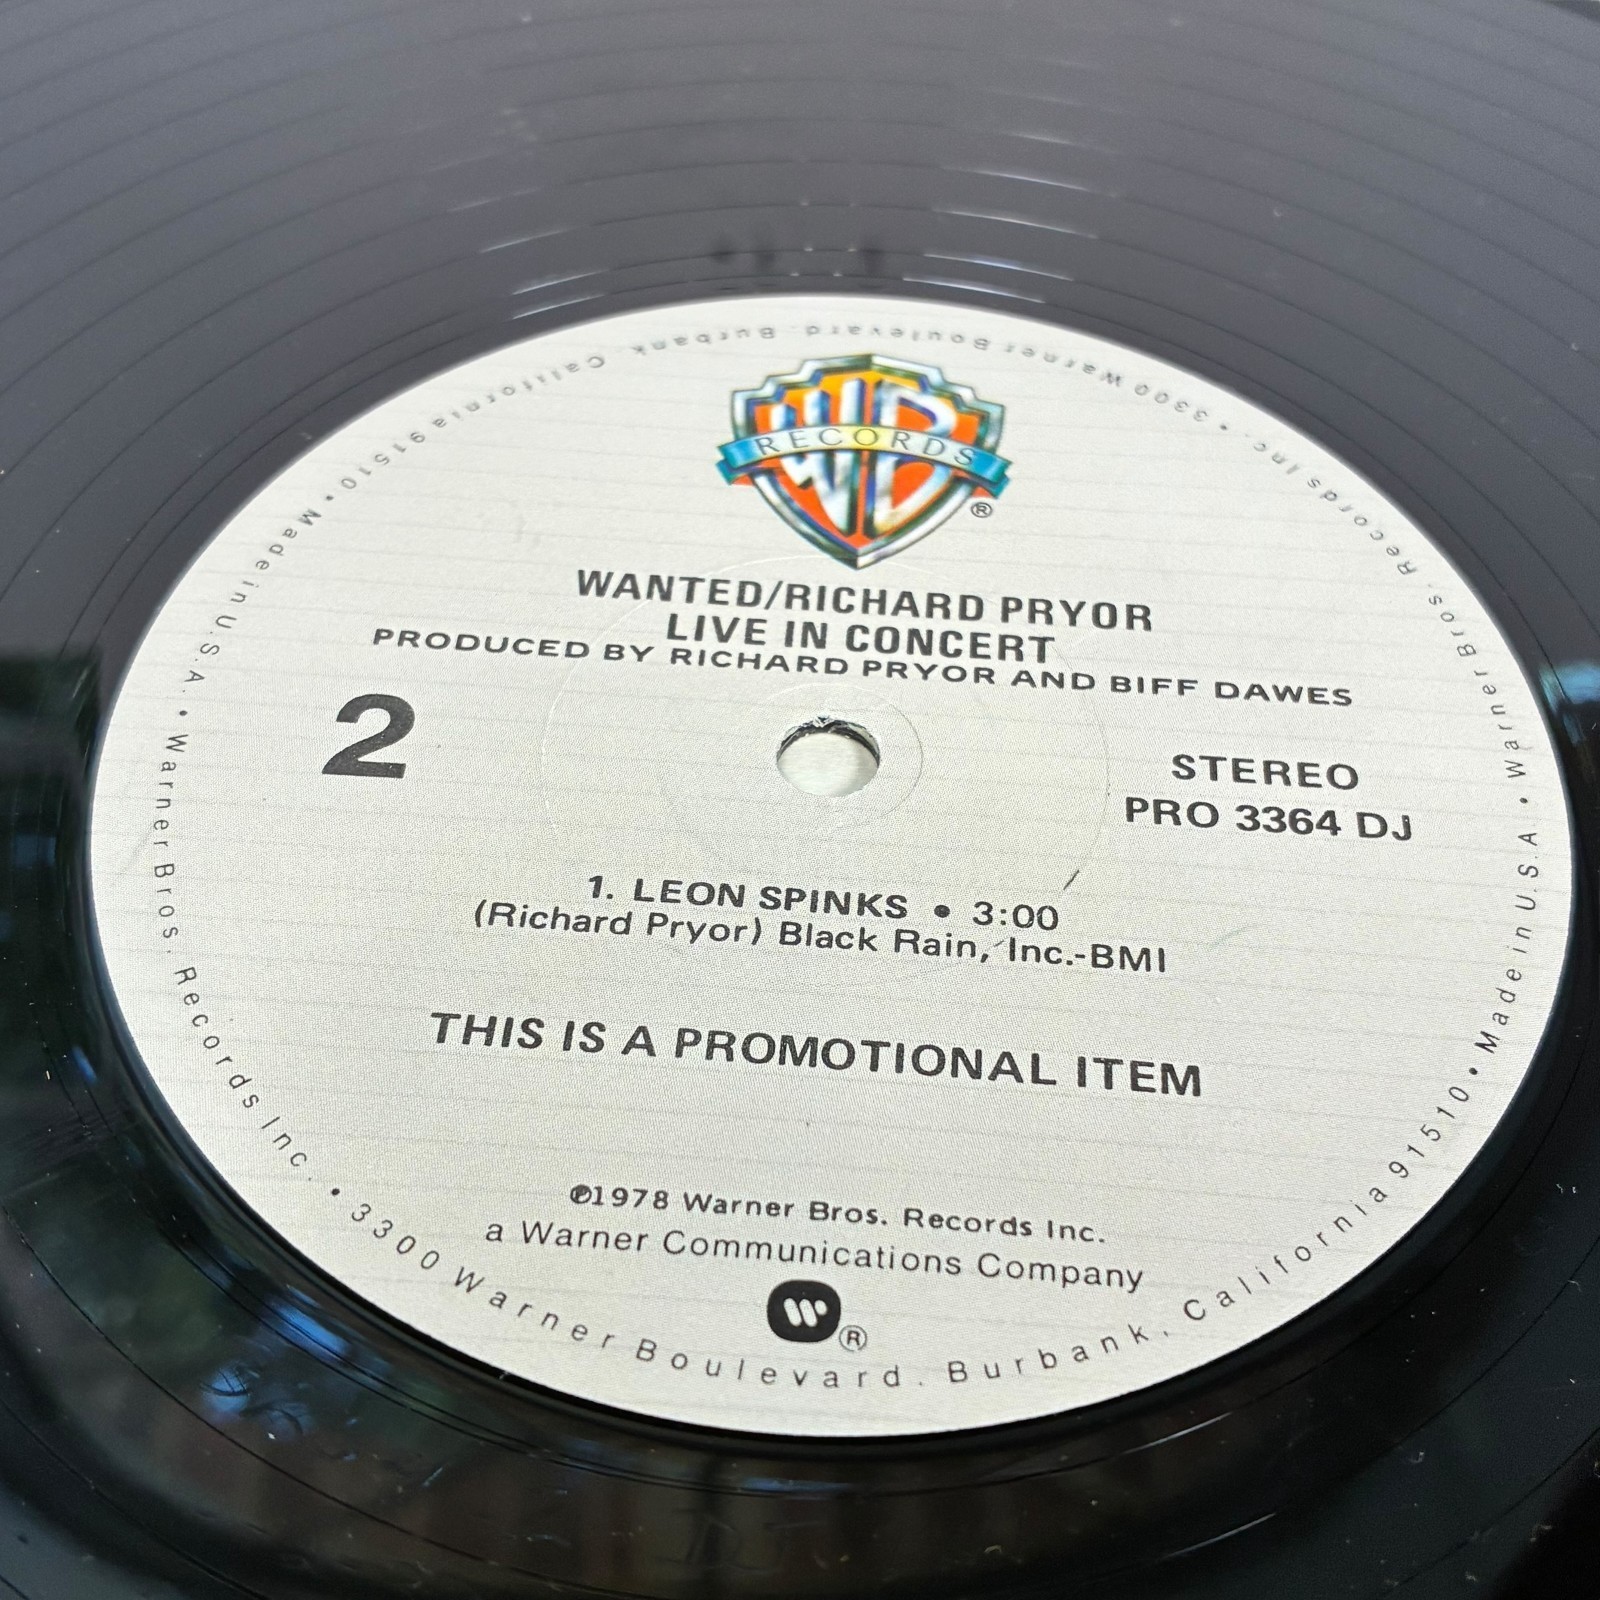 WB
RECORDS
®
WANTED/RICHARD PRYOR
LIVE IN CONCERT
PRODUCED BY RICHARD PRYOR AND BIFF DAWES
2
STEREO
PRO 3364 DJ
1. LEON SPINKS • 3:00
(Richard Pryor) Black Rain, Inc.-BMI
THIS IS A PROMOTIONAL ITEM
℗1978 Warner Bros. Records Inc.
a Warner Communications Company
W ®
Warner Bros. Records Inc. • 3300 Warner Boulevard. Burbank, California 91510 • Made in U.S.A. • Warner Bros. Records Inc. • 3300 Warner Boulevard. Burbank, California 91510 • Made in U.S.A. •